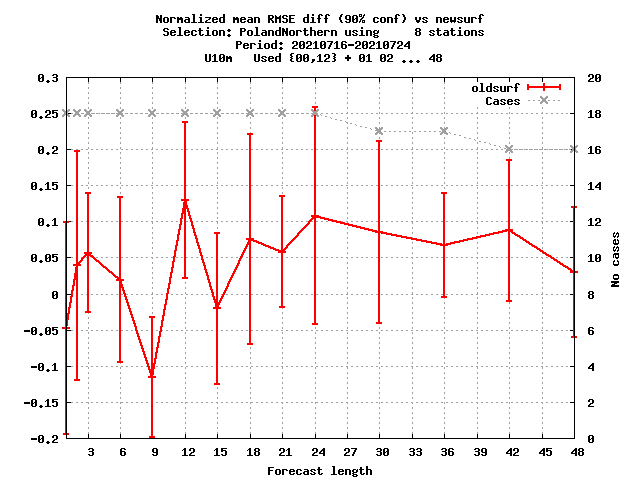 Normalized mean RMSE diff (90% conf) vs newsurf
Selection: PolandNorthern using     8 stations
Period: 20210716-20210724
U10m   Used {00,12} + 01 02 ... 48
oldsurf
Cases
0.3
0.25
0.2
0.15
0.1
0.05
0
-0.05
-0.1
-0.15
-0.2
20
18
16
14
12
10
8
6
4
2
0
No cases
3 6 9 12 15 18 21 24 27 30 33 36 39 42 45 48
Forecast length